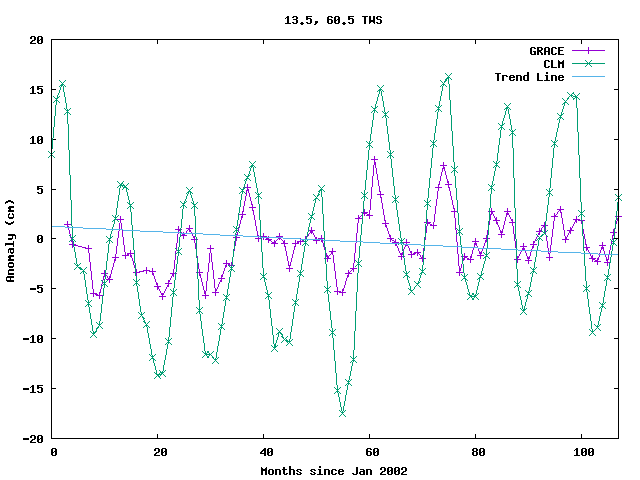 13.5, 60.5 TWS
GRACE
CLM
Trend Line
20
15
10
5
0
-5
-10
-15
-20
Anomaly (cm)
0 20 40 60 80 100
Months since Jan 2002